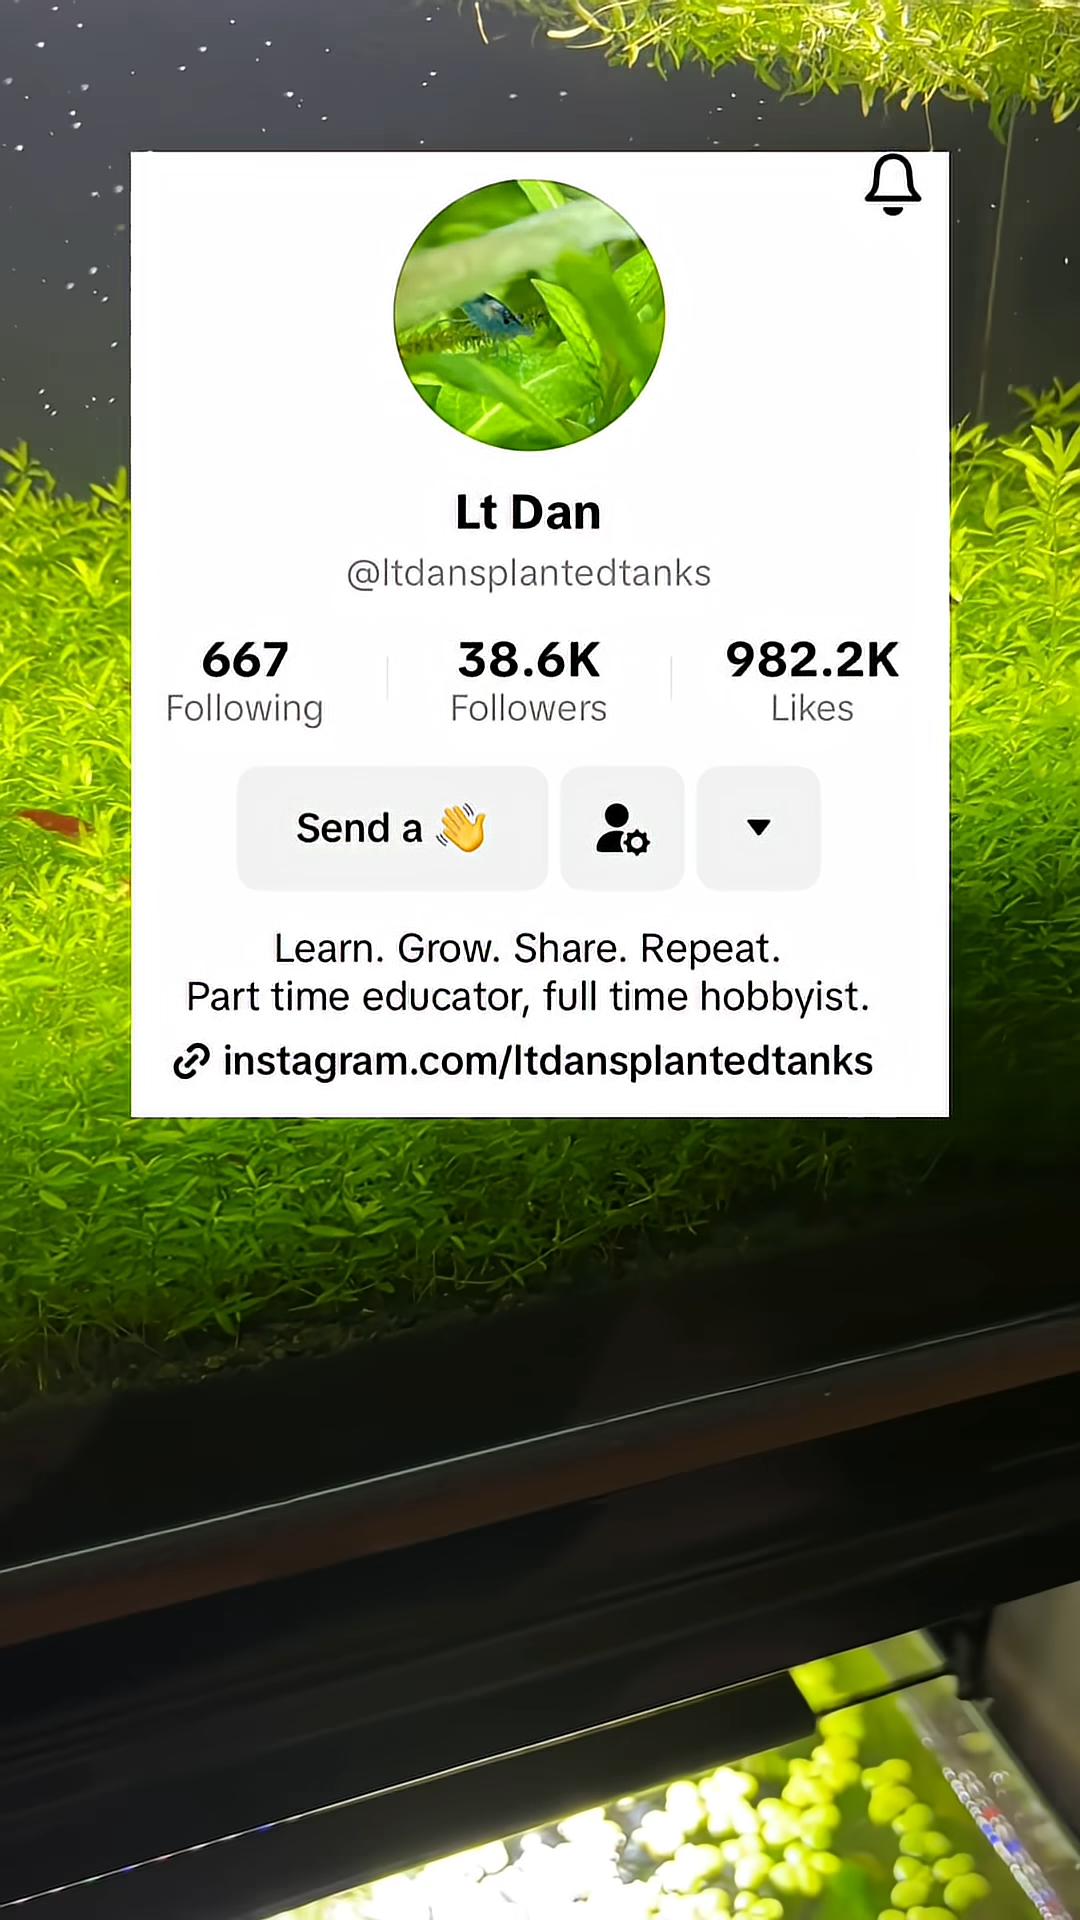 Lt Dan
@ltdansplantedtanks
667 38.6K 982.2K
Following Followers Likes
Send a 👋
Learn. Grow. Share. Repeat.
Part time educator, full time hobbyist.
instagram.com/ltdansplantedtanks